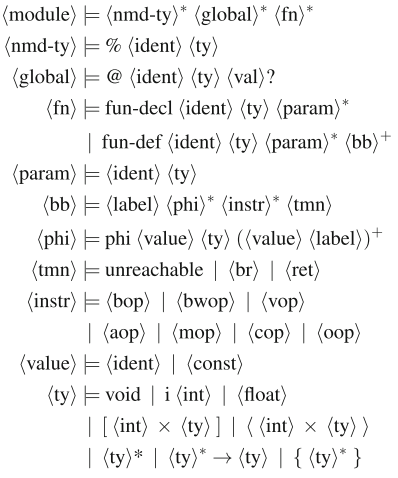 ⟨module⟩ ⊨ ⟨nmd-ty⟩* ⟨global⟩* ⟨fn⟩*
⟨nmd-ty⟩ ⊨ % ⟨ident⟩ ⟨ty⟩
⟨global⟩ ⊨ @ ⟨ident⟩ ⟨ty⟩ ⟨val⟩?
⟨fn⟩ ⊨ fun-decl ⟨ident⟩ ⟨ty⟩ ⟨param⟩*
| fun-def ⟨ident⟩ ⟨ty⟩ ⟨param⟩* ⟨bb⟩+
⟨param⟩ ⊨ ⟨ident⟩ ⟨ty⟩
⟨bb⟩ ⊨ ⟨label⟩ ⟨phi⟩* ⟨instr⟩* ⟨tmn⟩
⟨phi⟩ ⊨ phi ⟨value⟩ ⟨ty⟩ (⟨value⟩ ⟨label⟩)+
⟨tmn⟩ ⊨ unreachable | ⟨br⟩ | ⟨ret⟩
⟨instr⟩ ⊨ ⟨bop⟩ | ⟨bwop⟩ | ⟨vop⟩
| ⟨aop⟩ | ⟨mop⟩ | ⟨cop⟩ | ⟨oop⟩
⟨value⟩ ⊨ ⟨ident⟩ | ⟨const⟩
⟨ty⟩ ⊨ void | i ⟨int⟩ | ⟨float⟩
| [ ⟨int⟩ × ⟨ty⟩ ] | ⟨ ⟨int⟩ × ⟨ty⟩ ⟩
| ⟨ty⟩* | ⟨ty⟩* → ⟨ty⟩ | { ⟨ty⟩* }